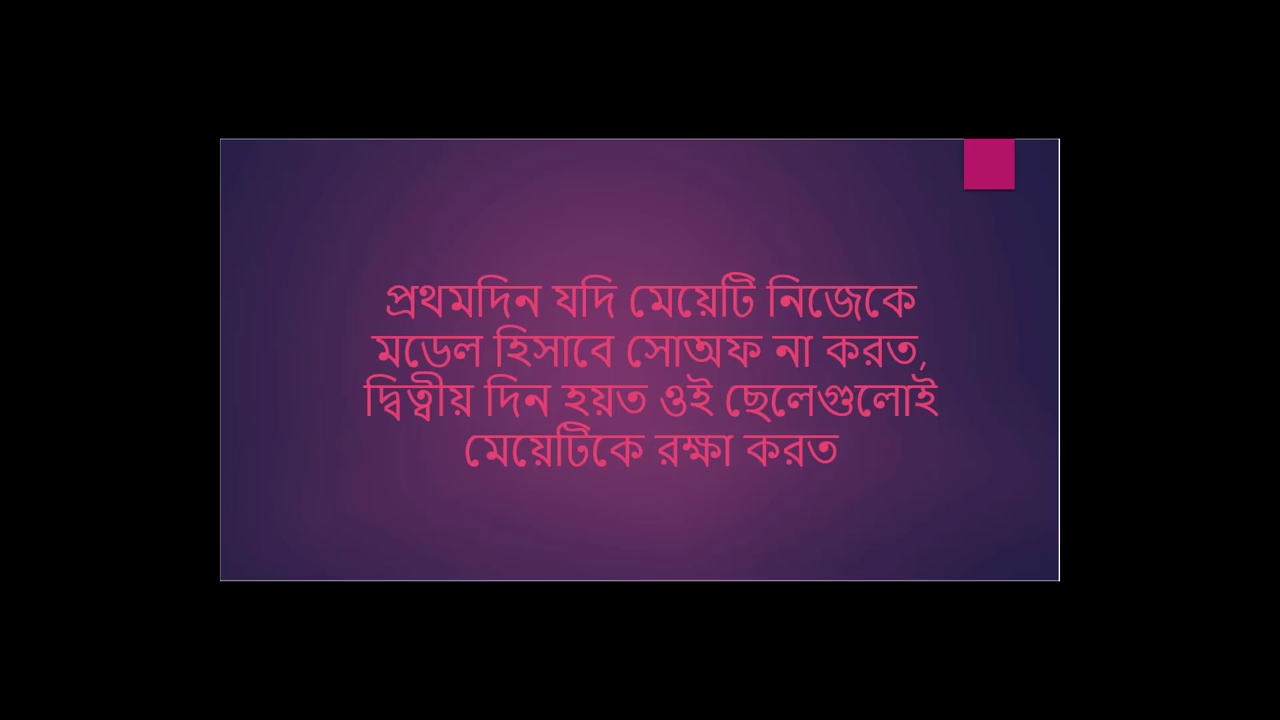 প্রথমদিন যদি মেয়েটি নিজেকে
মডেল হিসাবে সোঅফ না করত,
দ্বিত্বীয় দিন হয়ত ওই ছেলেগুলোই
মেয়েটিকে রক্ষা করত